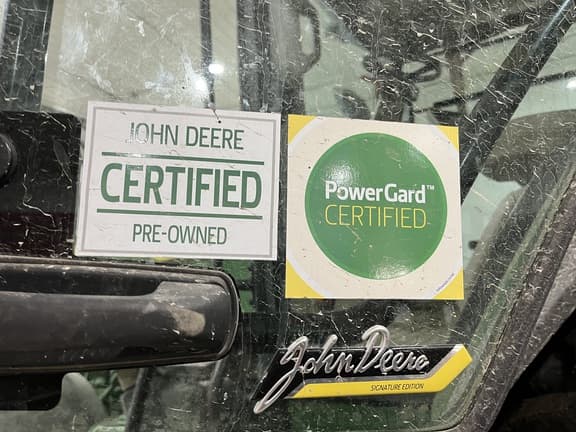 JOHN DEERE
CERTIFIED
PRE-OWNED
PowerGard™
CERTIFIED
John Deere
SIGNATURE EDITION